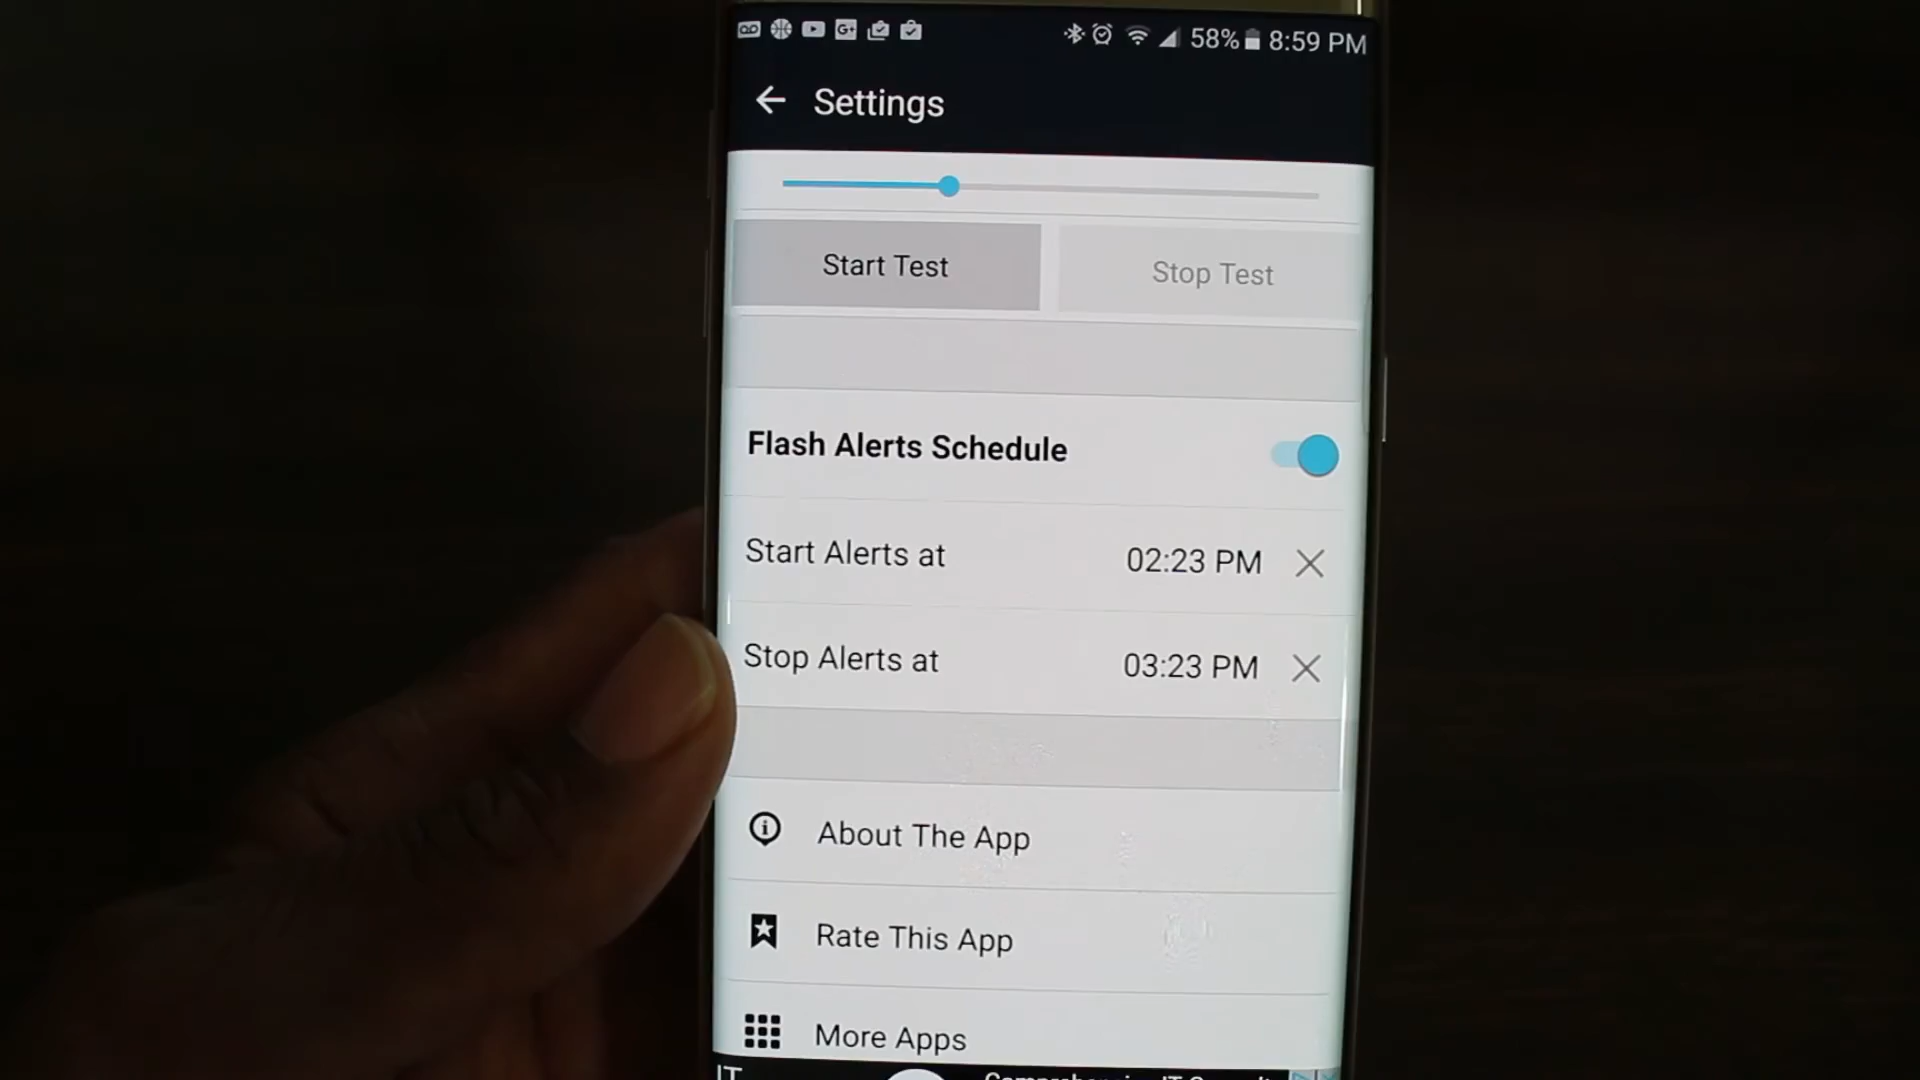 58% 8:59 PM
Settings
Start Test
Stop Test
Flash Alerts Schedule
Start Alerts at 02:23 PM
Stop Alerts at 03:23 PM
About The App
Rate This App
More Apps
IT